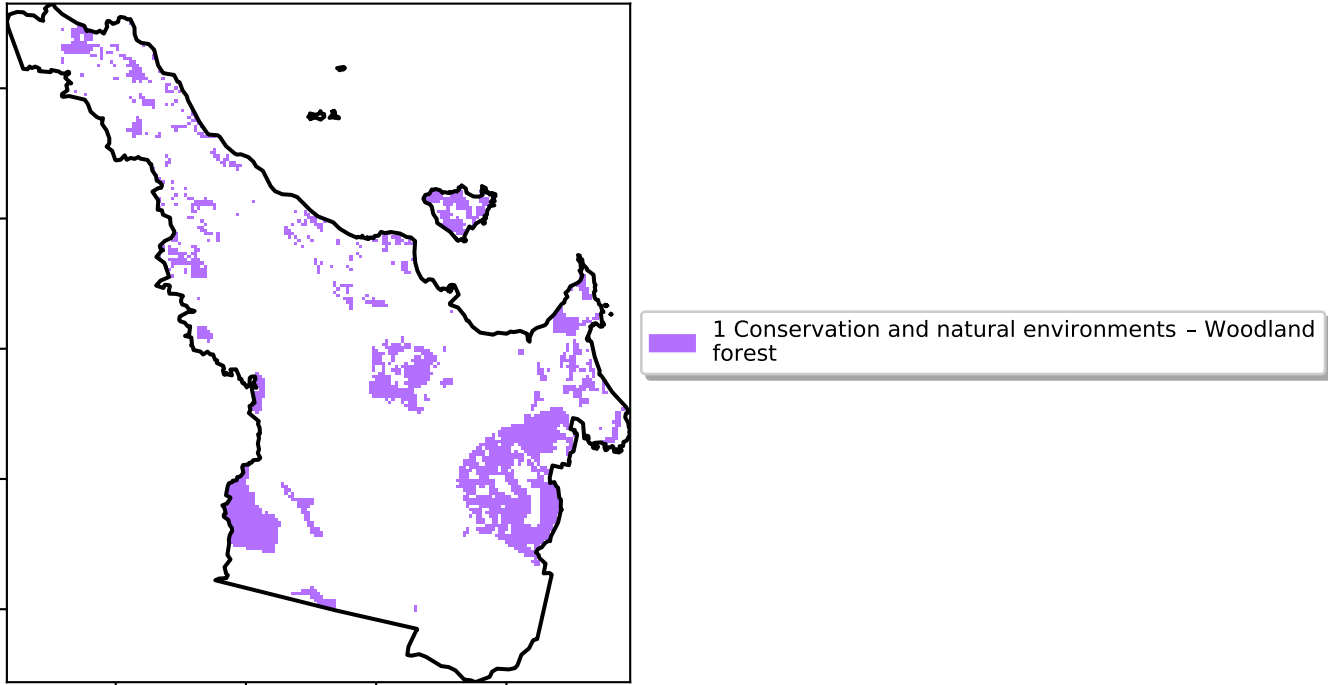 1 Conservation and natural environments – Woodland
forest